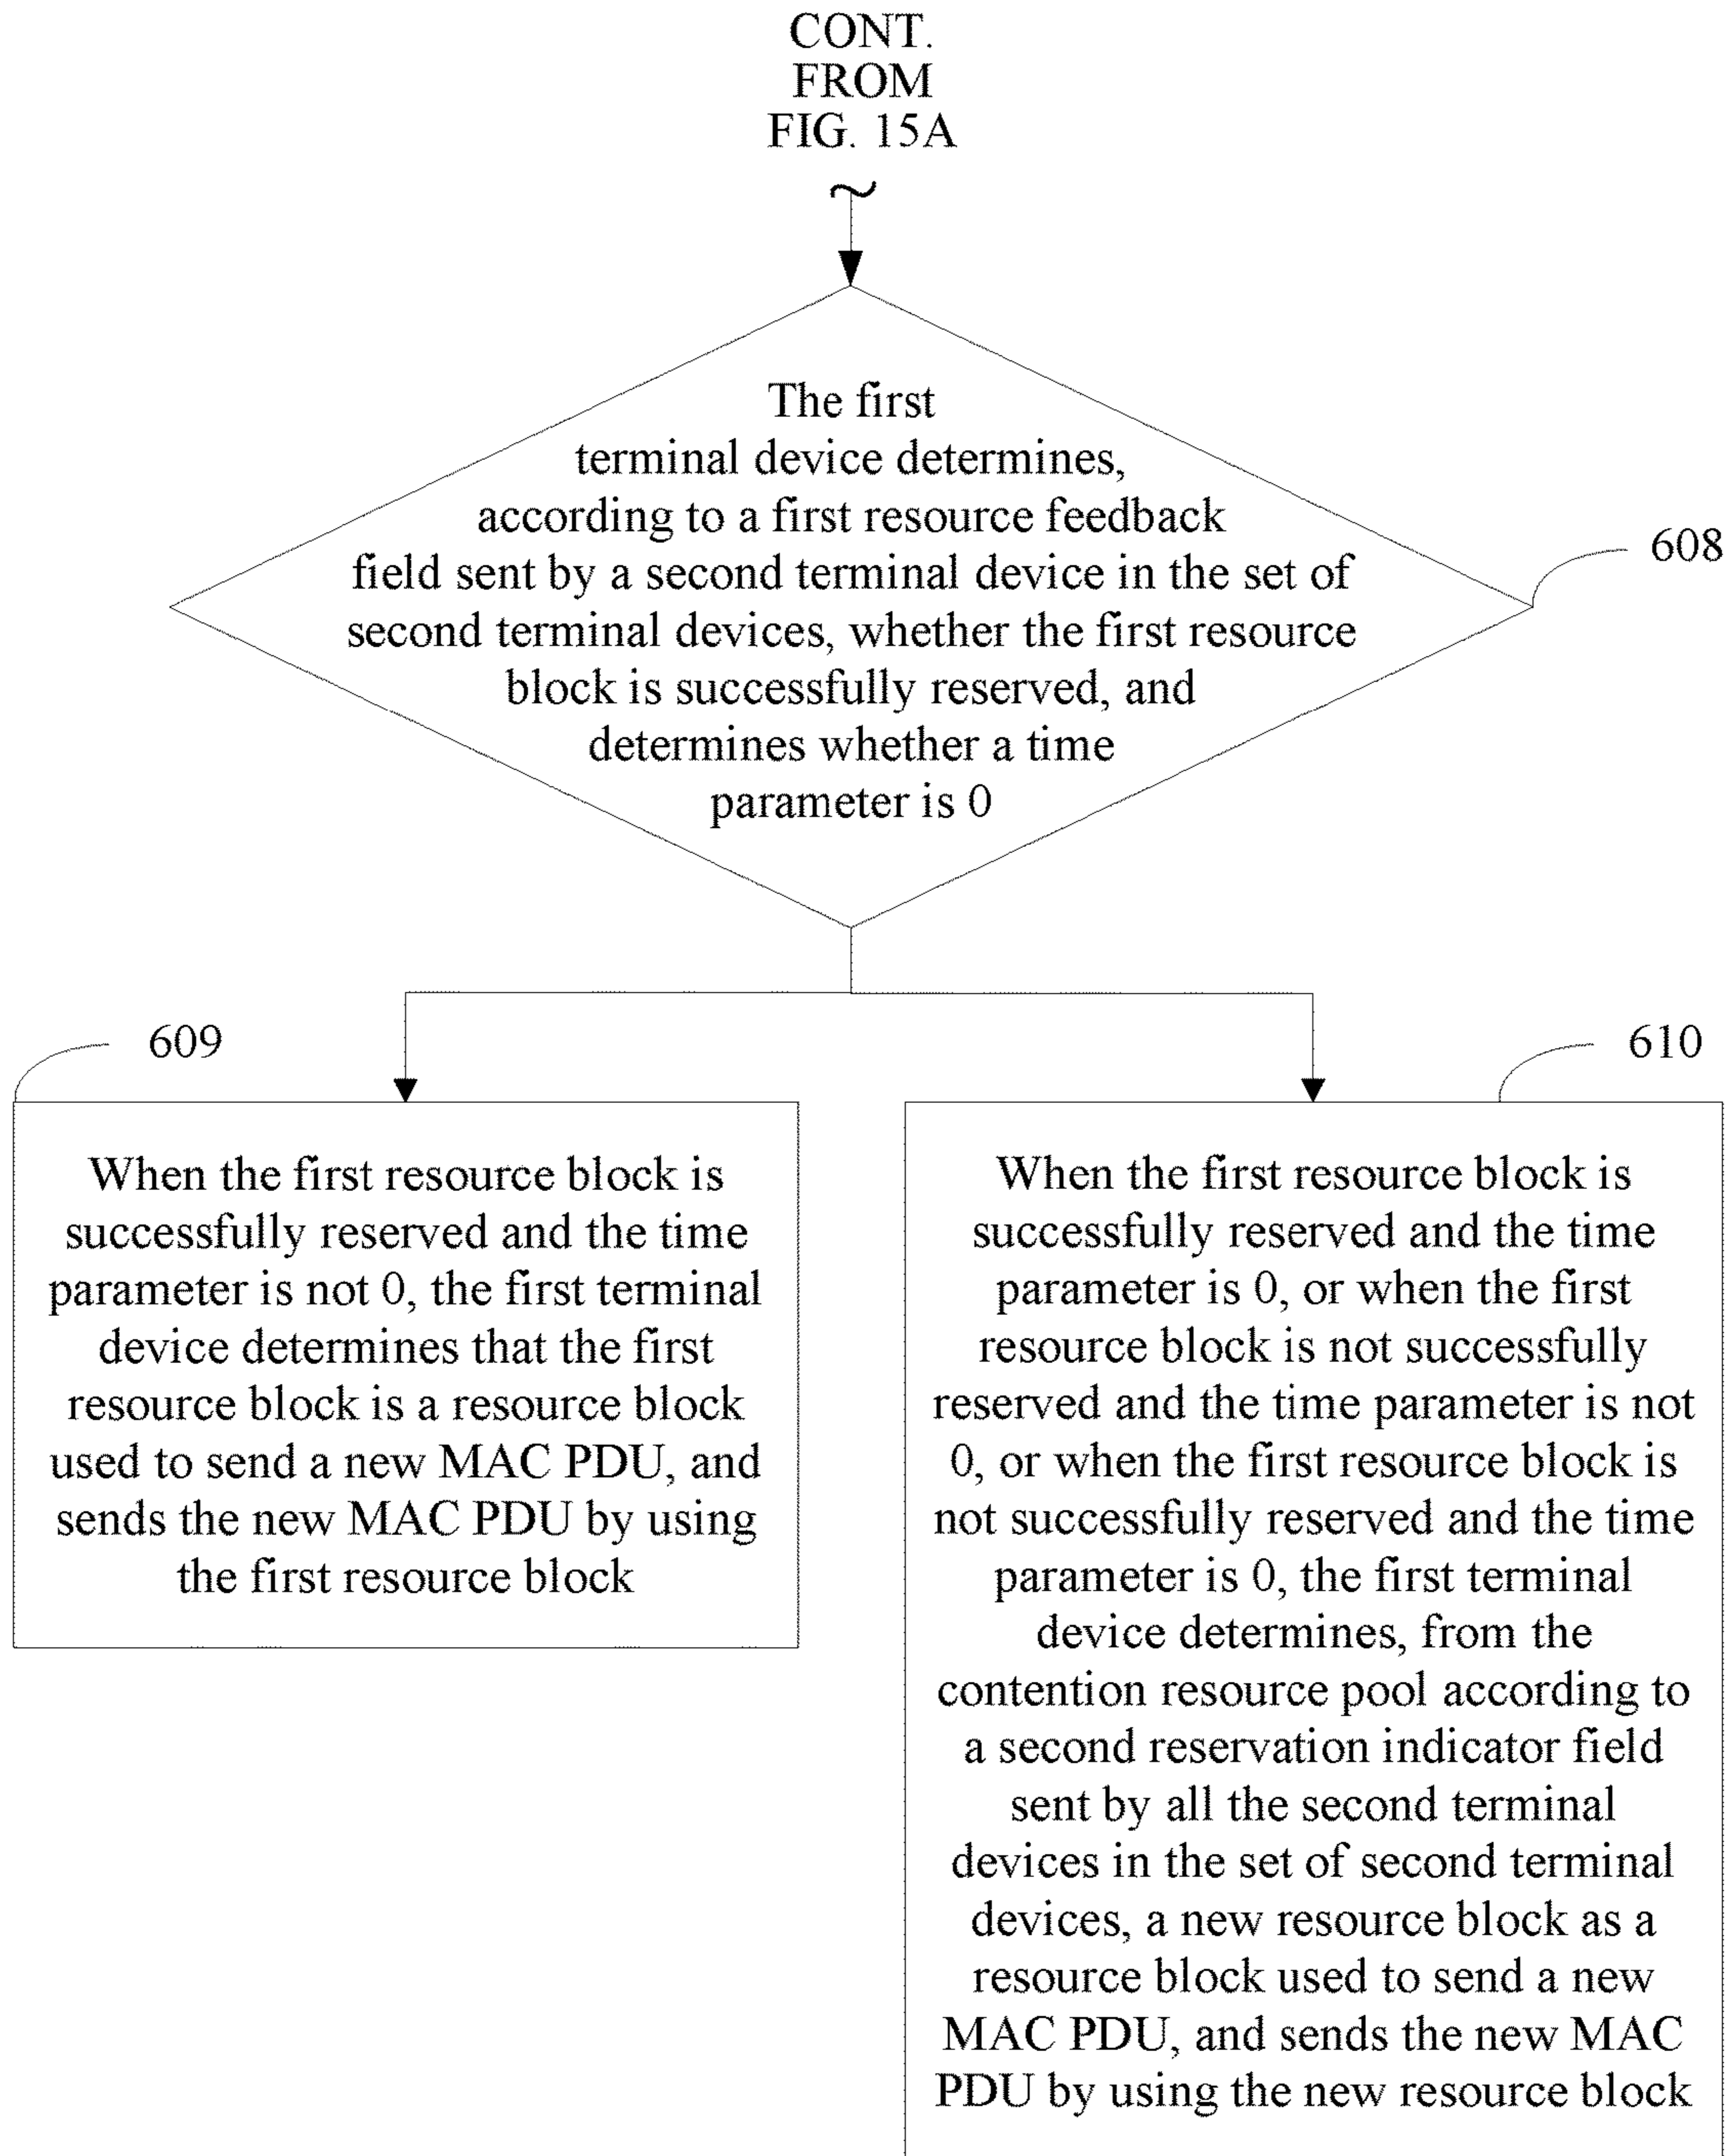 CONT.
FROM
FIG. 15A
The first
terminal device determines,
according to a first resource feedback
field sent by a second terminal device in the set of
second terminal devices, whether the first resource
block is successfully reserved, and
determines whether a time
parameter is 0
608
609
When the first resource block is
successfully reserved and the time
parameter is not 0, the first terminal
device determines that the first
resource block is a resource block
used to send a new MAC PDU, and
sends the new MAC PDU by using
the first resource block
610
When the first resource block is
successfully reserved and the time
parameter is 0, or when the first
resource block is not successfully
reserved and the time parameter is not
0, or when the first resource block is
not successfully reserved and the time
parameter is 0, the first terminal
device determines, from the
contention resource pool according to
a second reservation indicator field
sent by all the second terminal
devices in the set of second terminal
devices, a new resource block as a
resource block used to send a new
MAC PDU, and sends the new MAC
PDU by using the new resource block